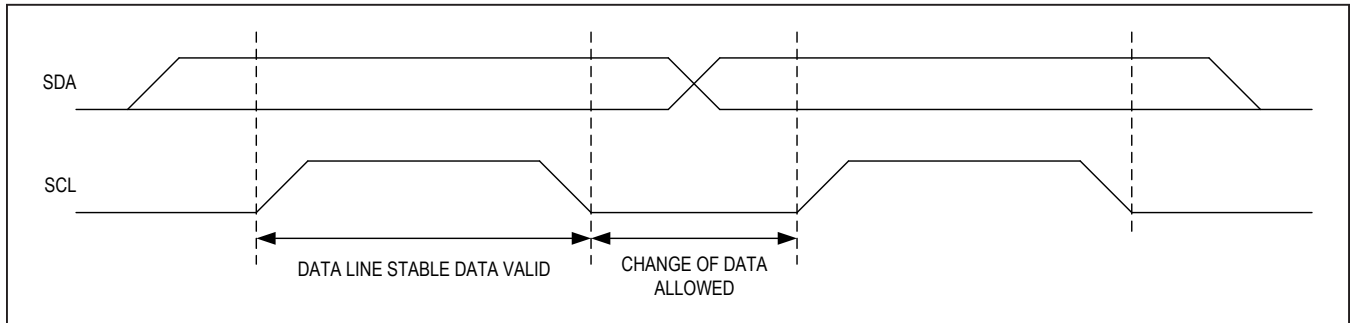 SDA
SCL
DATA LINE STABLE DATA VALID
CHANGE OF DATA
ALLOWED